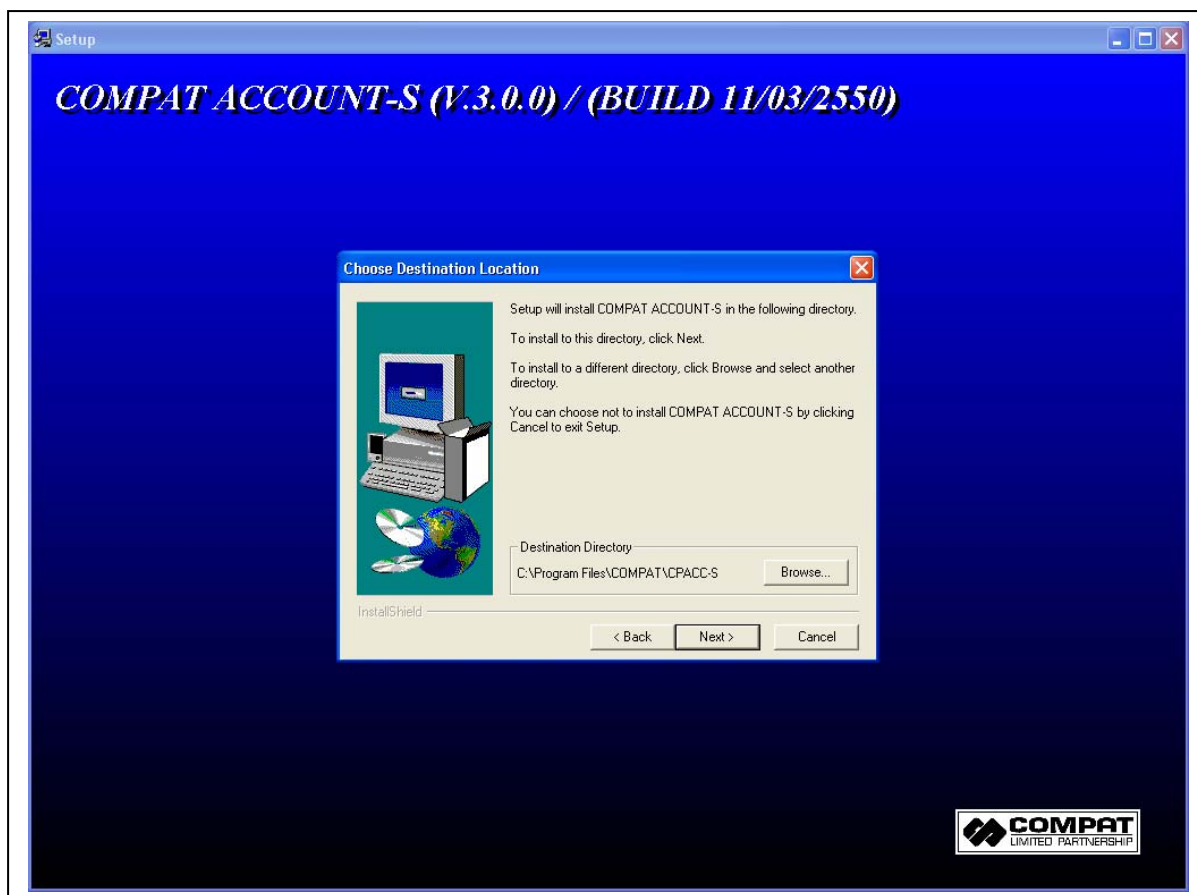 Setup
COMPAT ACCOUNT-S (V.3.0.0) / (BUILD 11/03/2550)
Choose Destination Location
Setup will install COMPAT ACCOUNT-S in the following directory.
To install to this directory, click Next.
To install to a different directory, click Browse and select another
directory.
You can choose not to install COMPAT ACCOUNT-S by clicking
Cancel to exit Setup.
Destination Directory
C:\Program Files\COMPAT\CPACC-S
Browse...
InstallShield
< Back
Next >
Cancel
COMPAT
LIMITED PARTNERSHIP